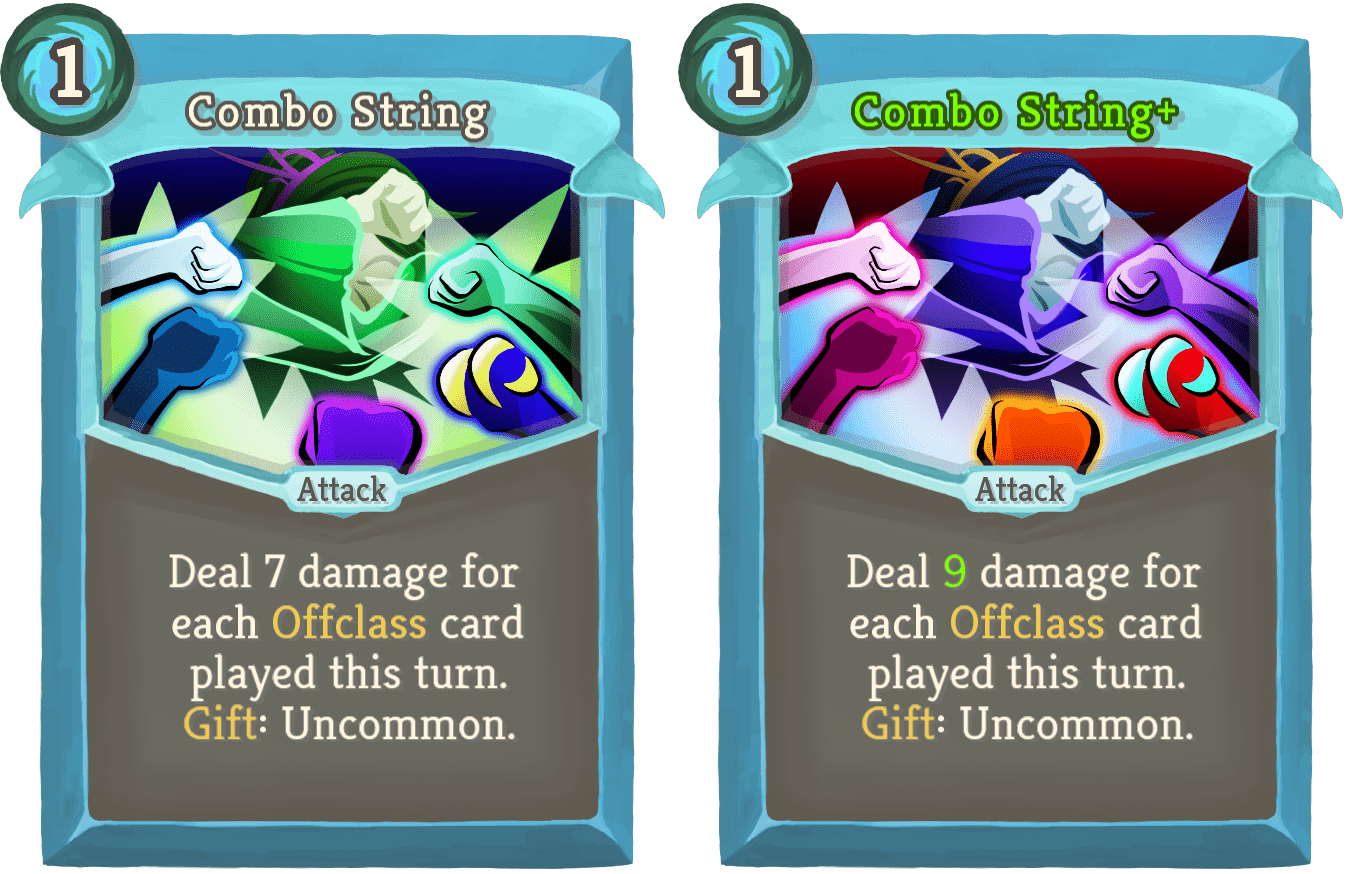 1
Combo String
Attack
Deal 7 damage for
each Offclass card
played this turn.
Gift: Uncommon.
1
Combo String+
Attack
Deal 9 damage for
each Offclass card
played this turn.
Gift: Uncommon.